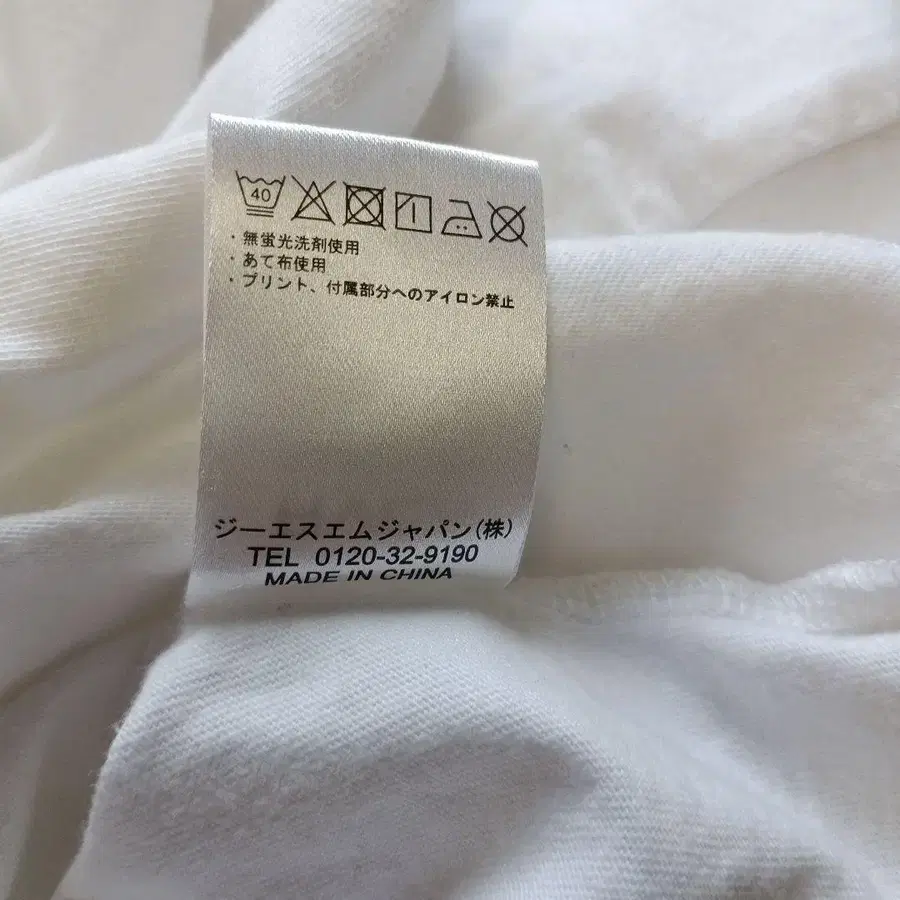 40
・無蛍光洗剤使用
・あて布使用
・プリント、付属部分へのアイロン禁止
ジーエスエムジャパン(株)
TEL 0120-32-9190
MADE IN CHINA